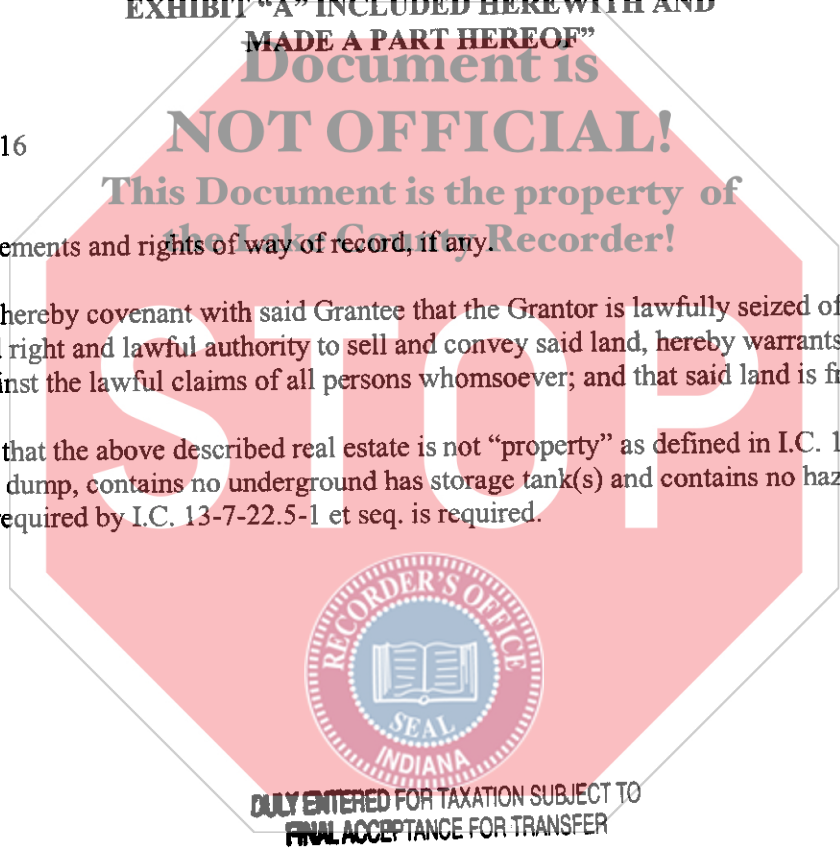 EXHIBIT “A” INCLUDED HEREWITH AND
MADE A PART HEREOF”
Document is
NOT OFFICIAL!
16
This Document is the property of
the Lake County Recorder!
ements and rights of way of record, if any.
hereby covenant with said Grantee that the Grantor is lawfully seized of
right and lawful authority to sell and convey said land, hereby warrants
inst the lawful claims of all persons whomsoever; and that said land is fr
STOP
that the above described real estate is not “property” as defined in I.C. 1
dump, contains no underground has storage tank(s) and contains no haz
required by I.C. 13-7-22.5-1 et seq. is required.
RECORDER'S OFFICE
SEAL
INDIANA
DULY ENTERED FOR TAXATION SUBJECT TO
FINAL ACCEPTANCE FOR TRANSFER